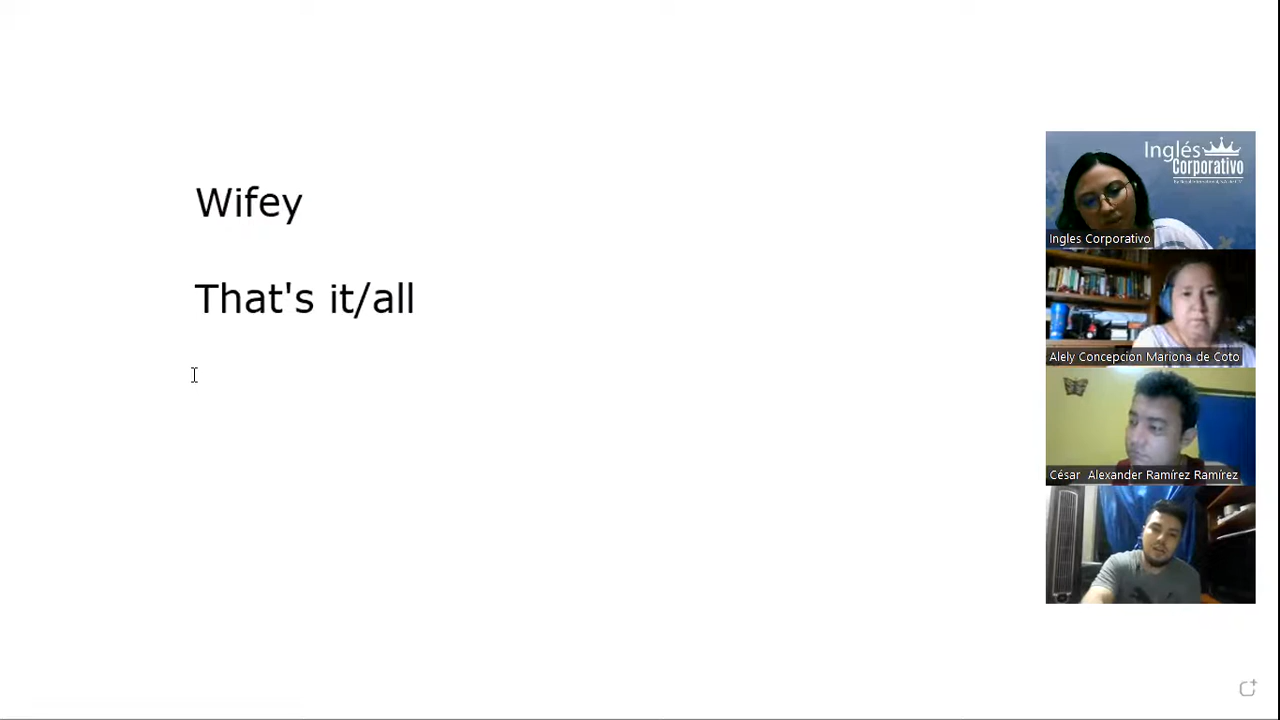 Wifey
That's it/all
Inglés
Corporativo
Ingles Corporativo
Alely Concepcion Mariona de Coto
César Alexander Ramírez Ramírez